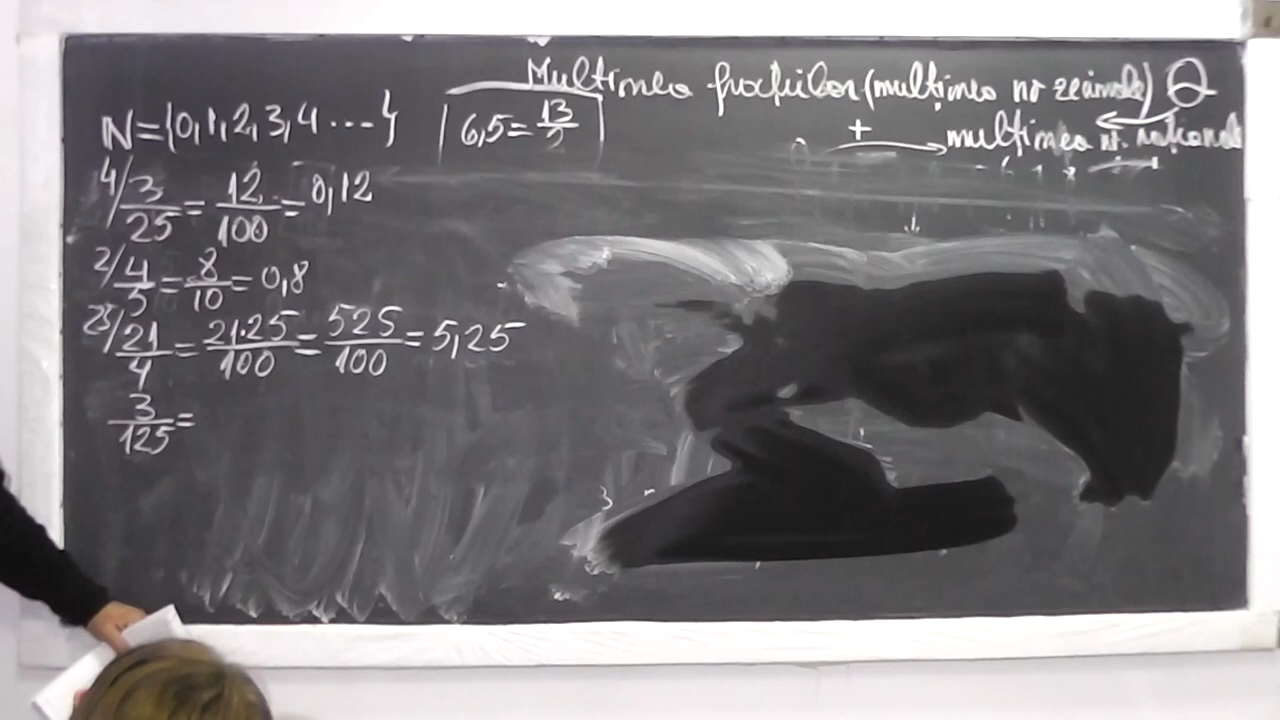 Multimea fracțiilor (mulțimea nr zecimale) Q
N={0,1,2,3,4....}
6,5=13/2
+
mulțimea nr. raționale
4/ 3/25 = 12/100 = 0,12
2/ 4/5 = 8/10 = 0,8
25/ 21/4 = 21·25/100 = 525/100 = 5,25
3/125 =